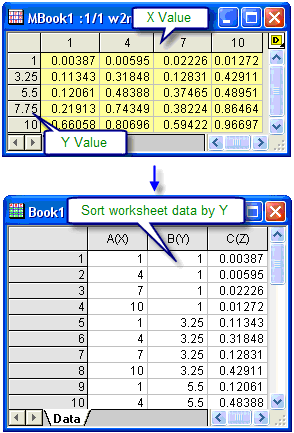 MBook1 :1/1 w2r
X Value
D
1 4 7 10
1 0.00387 0.00595 0.02226 0.01272
3.25 0.11343 0.31848 0.12831 0.42911
5.5 0.12061 0.48388 0.37465 0.48951
7.75 0.21913 0.74349 0.38224 0.86464
10 0.66058 0.80696 0.59422 0.96697
Y Value
Book1
Sort worksheet data by Y
A(X) B(Y) C(Z)
1 1 1 0.00387
2 4 1 0.00595
3 7 1 0.02226
4 10 1 0.01272
5 1 3.25 0.11343
6 4 3.25 0.31848
7 7 3.25 0.12831
8 10 3.25 0.42911
9 1 5.5 0.12061
10 4 5.5 0.48388
Data